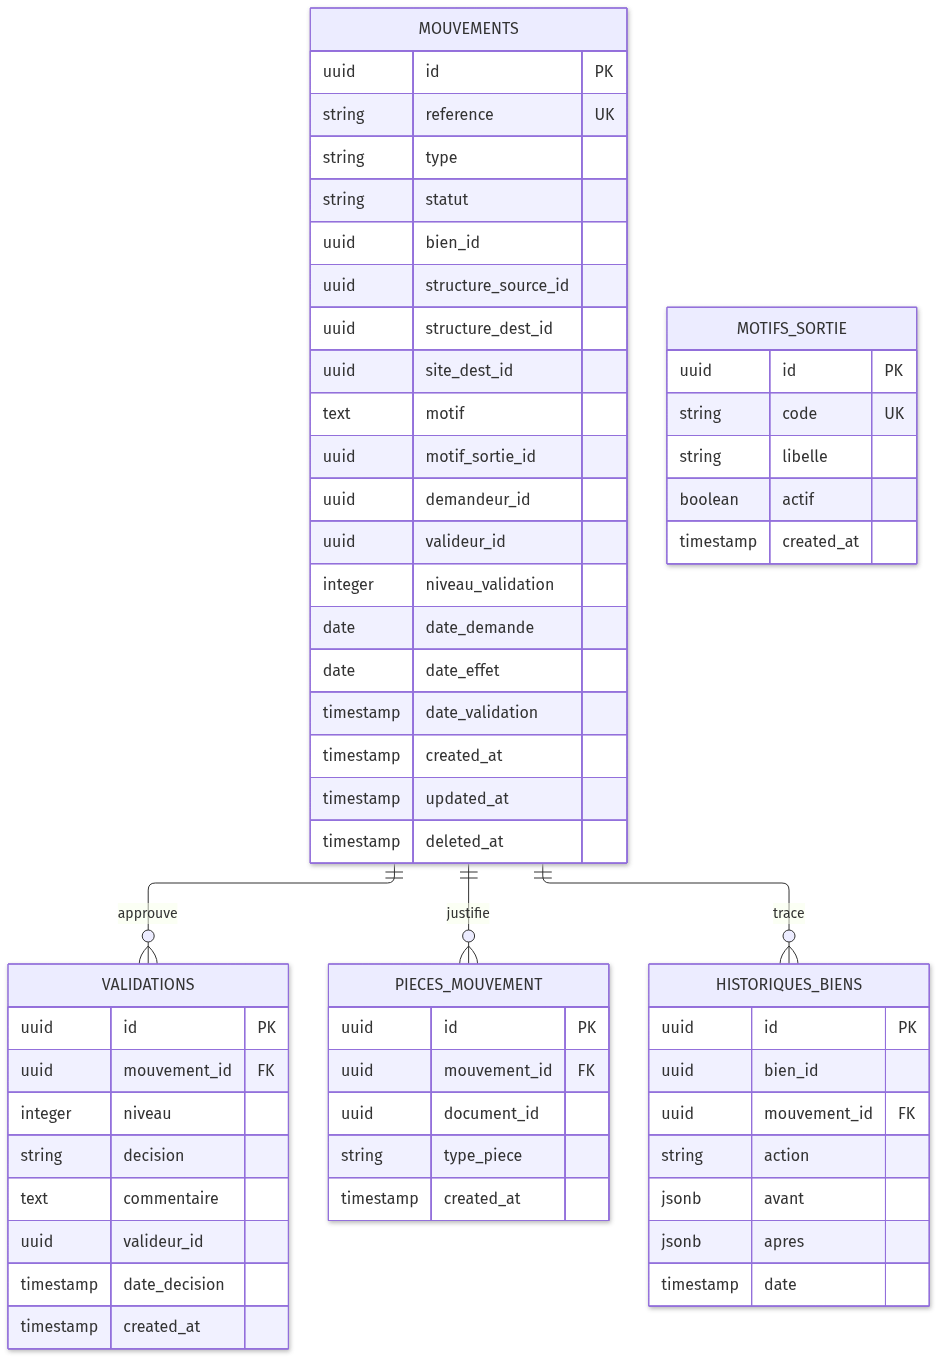 MOUVEMENTS
uuid id PK
string reference UK
string type
string statut
uuid bien_id
uuid structure_source_id
uuid structure_dest_id
uuid site_dest_id
text motif
uuid motif_sortie_id
uuid demandeur_id
uuid valideur_id
integer niveau_validation
date date_demande
date date_effet
timestamp date_validation
timestamp created_at
timestamp updated_at
timestamp deleted_at
MOTIFS_SORTIE
uuid id PK
string code UK
string libelle
boolean actif
timestamp created_at
approuve
justifie
trace
VALIDATIONS
uuid id PK
uuid mouvement_id FK
integer niveau
string decision
text commentaire
uuid valideur_id
timestamp date_decision
timestamp created_at
PIECES_MOUVEMENT
uuid id PK
uuid mouvement_id FK
uuid document_id
string type_piece
timestamp created_at
HISTORIQUES_BIENS
uuid id PK
uuid bien_id
uuid mouvement_id FK
string action
jsonb avant
jsonb apres
timestamp date